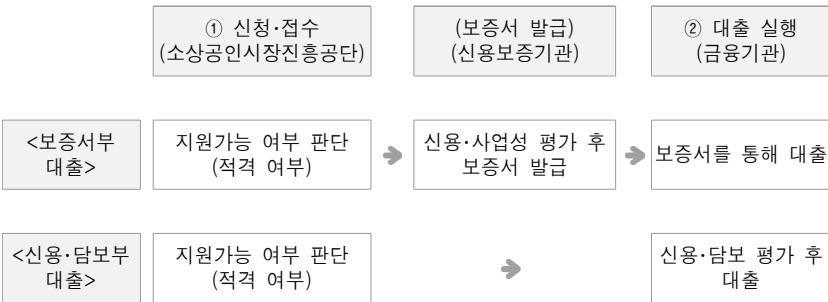 ① 신청·접수
(소상공인시장진흥공단)
(보증서 발급)
(신용보증기관)
② 대출 실행
(금융기관)
<보증서부
대출>
지원가능 여부 판단
(적격 여부)
신용·사업성 평가 후
보증서 발급
보증서를 통해 대출
<신용·담보부
대출>
지원가능 여부 판단
(적격 여부)
신용·담보 평가 후
대출